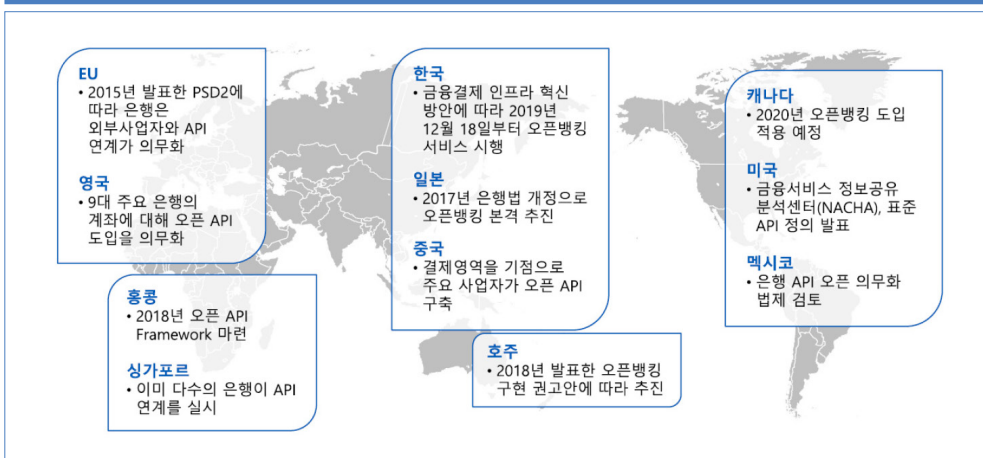 EU
• 2015년 발표한 PSD2에
따라 은행은
외부사업자와 API
연계가 의무화
영국
• 9대 주요 은행의
계좌에 대해 오픈 API
도입을 의무화
홍콩
• 2018년 오픈 API
Framework 마련
싱가포르
• 이미 다수의 은행이 API
연계를 실시
한국
• 금융결제 인프라 혁신
방안에 따라 2019년
12월 18일부터 오픈뱅킹
서비스 시행
일본
• 2017년 은행법 개정으로
오픈뱅킹 본격 추진
중국
• 결제영역을 기점으로
주요 사업자가 오픈 API
구축
호주
• 2018년 발표한 오픈뱅킹
구현 권고안에 따라 추진
캐나다
• 2020년 오픈뱅킹 도입
적용 예정
미국
• 금융서비스 정보공유
분석센터(NACHA), 표준
API 정의 발표
멕시코
• 은행 API 오픈 의무화
법제 검토